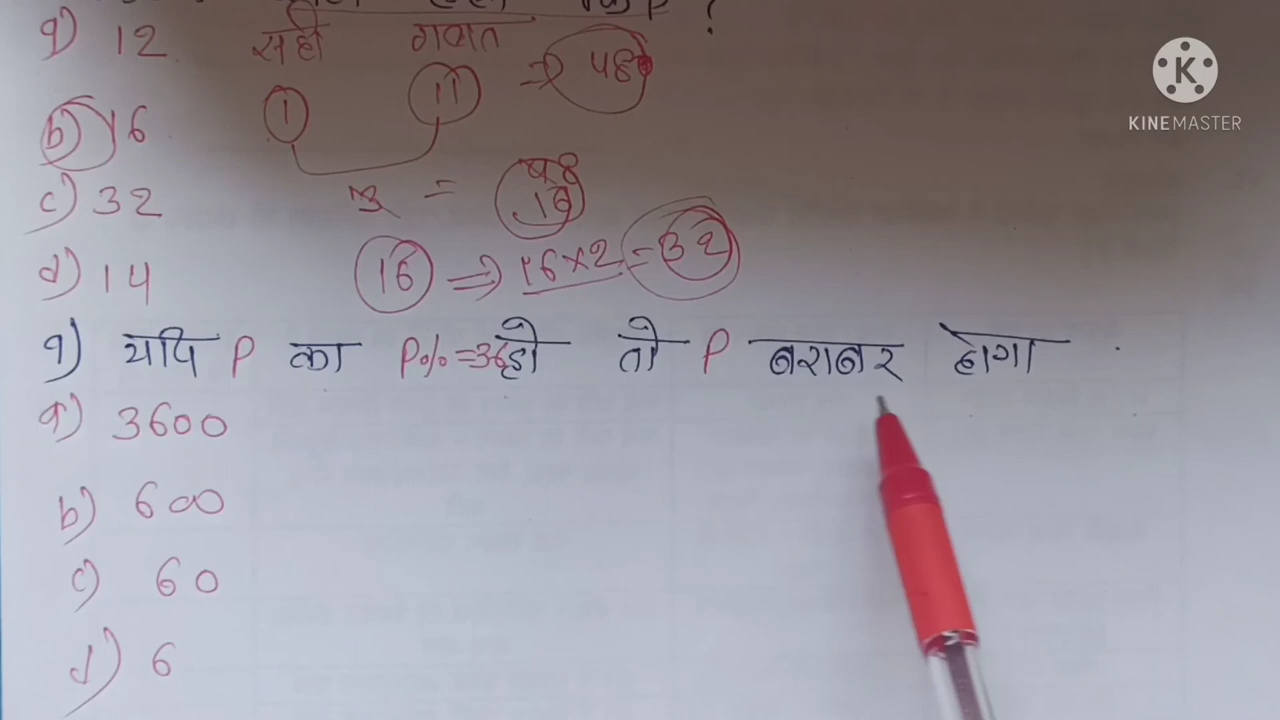 ?
a) 12 सही गलत
1 11 => 48
b) 16
c) 32 =
16
d) 14 16 => 16×2 = 32
9) यदि P का P%=36 हो तो P बराबर होगा
a) 3600
b) 600
c) 60
d) 6
K
KINEMASTER